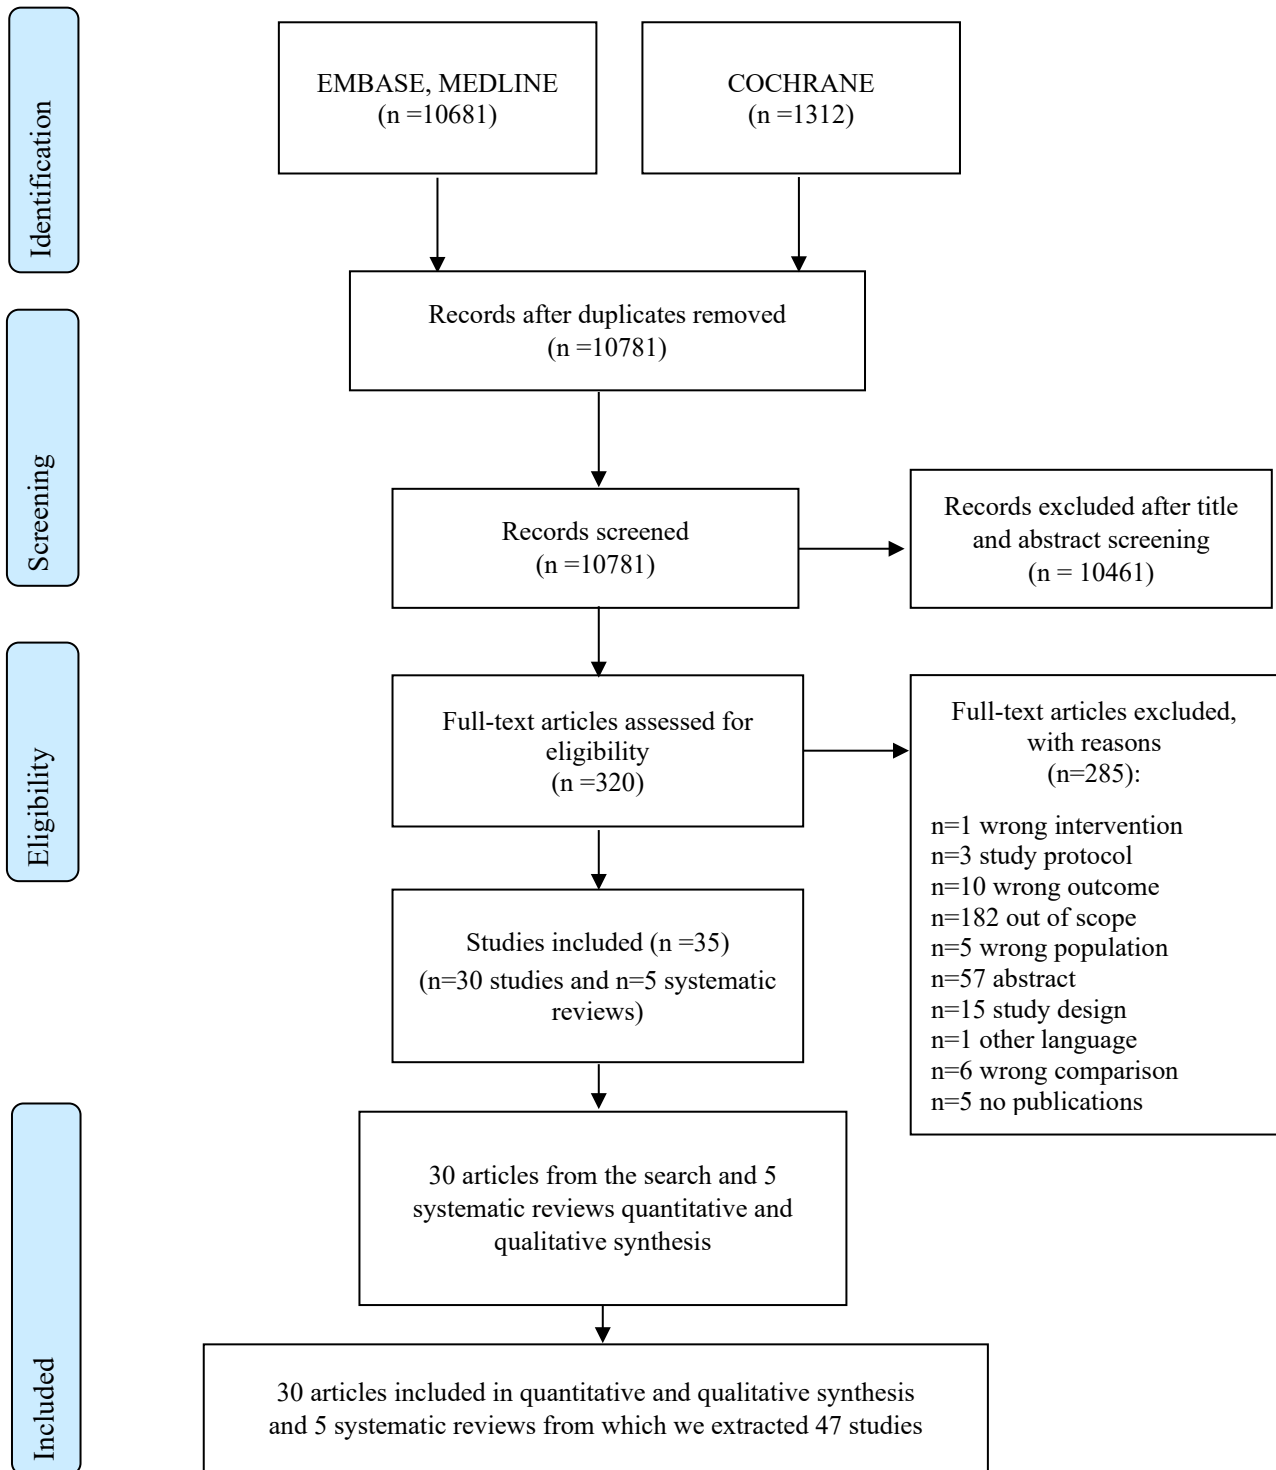 Identification
EMBASE, MEDLINE
(n =10681)
COCHRANE
(n =1312)
Records after duplicates removed
(n =10781)
Screening
Records screened
(n =10781)
Records excluded after title
and abstract screening
(n = 10461)
Eligibility
Full-text articles assessed for
eligibility
(n =320)
Full-text articles excluded,
with reasons
(n=285):
n=1 wrong intervention
n=3 study protocol
n=10 wrong outcome
n=182 out of scope
n=5 wrong population
n=57 abstract
n=15 study design
n=1 other language
n=6 wrong comparison
n=5 no publications
Studies included (n =35)
(n=30 studies and n=5 systematic
reviews)
Included
30 articles from the search and 5
systematic reviews quantitative and
qualitative synthesis
30 articles included in quantitative and qualitative synthesis
and 5 systematic reviews from which we extracted 47 studies